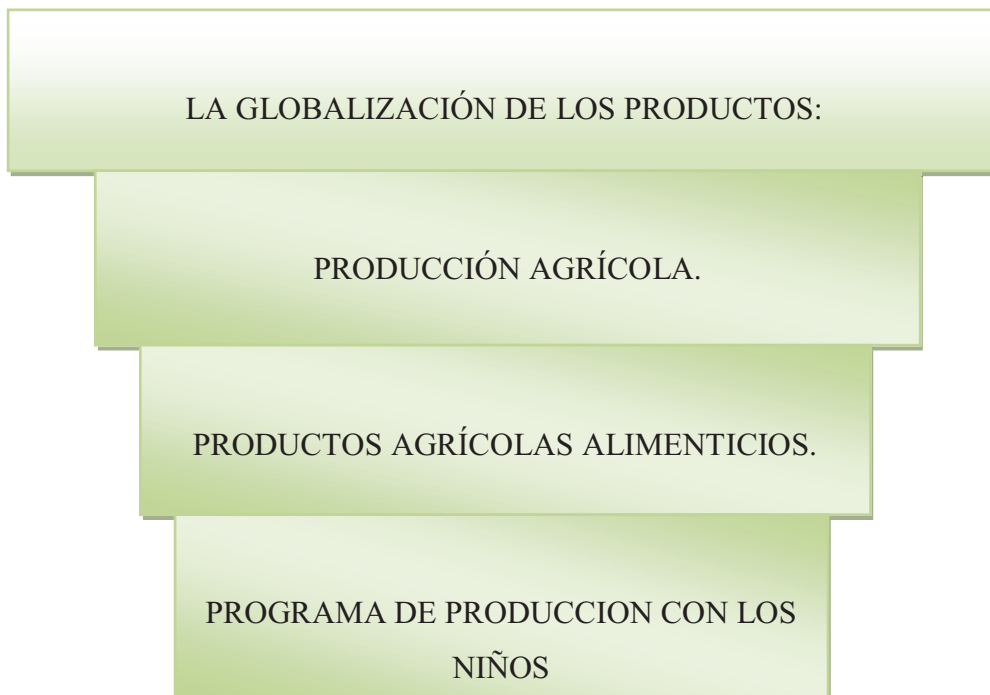 LA GLOBALIZACIÓN DE LOS PRODUCTOS:
PRODUCCIÓN AGRÍCOLA.
PRODUCTOS AGRÍCOLAS ALIMENTICIOS.
PROGRAMA DE PRODUCCION CON LOS
NIÑOS